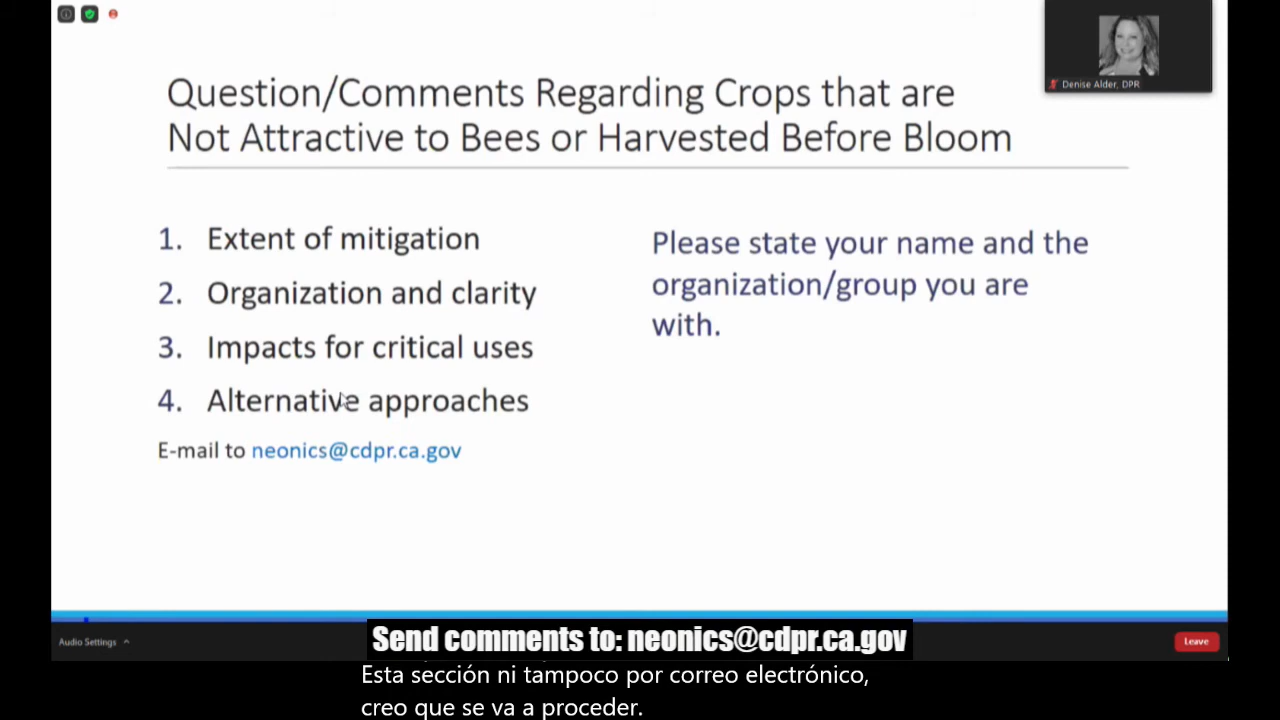 Denise Alder, DPR
Question/Comments Regarding Crops that are
Not Attractive to Bees or Harvested Before Bloom
1. Extent of mitigation
2. Organization and clarity
3. Impacts for critical uses
4. Alternative approaches
E-mail to neonics@cdpr.ca.gov
Please state your name and the
organization/group you are
with.
Audio Settings
Leave
Send comments to: neonics@cdpr.ca.gov
Esta sección ni tampoco por correo electrónico,
creo que se va a proceder.